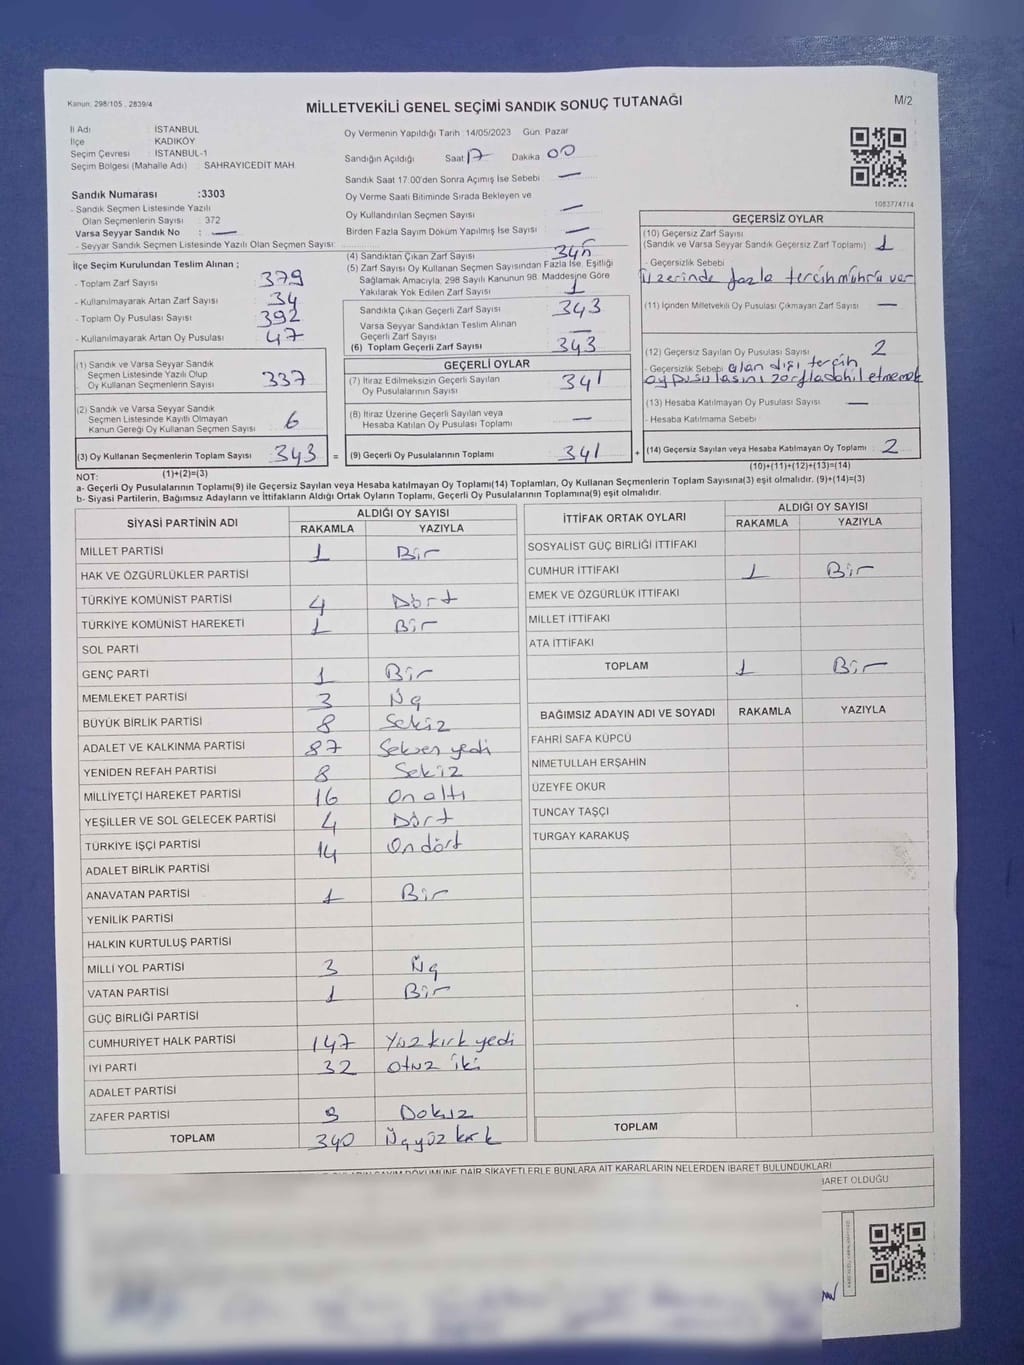 Kanun: 298/105 , 2839/4
MİLLETVEKİLİ GENEL SEÇİMİ SANDIK SONUÇ TUTANAĞI
M/2
İl Adı İSTANBUL
İlçe KADIKÖY
Seçim Çevresi İSTANBUL-1
Seçim Bölgesi (Mahalle Adı) SAHRAYICEDİT MAH
Sandık Numarası :3303
- Sandık Seçmen Listesinde Yazılı
Olan Seçmenlerin Sayısı : 372
Varsa Seyyar Sandık No : —
- Seyyar Sandık Seçmen Listesinde Yazılı Olan Seçmen Sayısı:
Oy Vermenin Yapıldığı Tarih 14/05/2023 Gün: Pazar
Sandığın Açıldığı Saat 17 Dakika 00
Sandık Saat 17.00'den Sonra Açımış İse Sebebi —
Oy Verme Saati Bitiminde Sırada Bekleyen ve
Oy Kullandırılan Seçmen Sayısı —
Birden Fazla Sayım Döküm Yapılmış İse Sayısı —
1083774714
İlçe Seçim Kurulundan Teslim Alınan ;
- Toplam Zarf Sayısı 379
- Kullanılmayarak Artan Zarf Sayısı 34
- Toplam Oy Pusulası Sayısı 392
- Kullanılmayarak Artan Oy Pusulası 47
(1) Sandık ve Varsa Seyyar Sandık
Seçmen Listesinde Yazılı Olup
Oy Kullanan Seçmenlerin Sayısı 337
(2) Sandık ve Varsa Seyyar Sandık
Seçmen Listesinde Kayıtlı Olmayan
Kanun Gereği Oy Kullanan Seçmen Sayısı 6
(3) Oy Kullanan Seçmenlerin Toplam Sayısı 343 =
(4) Sandıktan Çıkan Zarf Sayısı
(5) Zarf Sayısı Oy Kullanan Seçmen Sayısından Fazla İse, Eşitliği
Sağlamak Amacıyla, 298 Sayılı Kanunun 98. Maddesine Göre
Yakılarak Yok Edilen Zarf Sayısı 1
Sandıkta Çıkan Geçerli Zarf Sayısı 343
Varsa Seyyar Sandıktan Teslim Alınan
Geçerli Zarf Sayısı —
(6) Toplam Geçerli Zarf Sayısı 343
GEÇERLİ OYLAR
(7) İtiraz Edilmeksizin Geçerli Sayılan
Oy Pusulalarının Sayısı 341
(8) İtiraz Üzerine Geçerli Sayılan veya
Hesaba Katılan Oy Pusulası Toplamı —
(9) Geçerli Oy Pusulalarının Toplamı 341 +
GEÇERSİZ OYLAR
(10) Geçersiz Zarf Sayısı
(Sandık ve Varsa Seyyar Sandık Geçersiz Zarf Toplamı) 1
- Geçersizlik Sebebi
Üzerinde fazla tercih mührü var
(11) İçinden Milletvekili Oy Pusulası Çıkmayan Zarf Sayısı —
(12) Geçersiz Sayılan Oy Pusulası Sayısı 2
- Geçersizlik Sebebi tercih
oy pusulasını zarfla dahil etmemek
(13) Hesaba Katılmayan Oy Pusulası Sayısı —
- Hesaba Katılmama Sebebi
(14) Geçersiz Sayılan veya Hesaba Katılmayan Oy Toplamı 2
NOT: (1)+(2)=(3)
(10)+(11)+(12)+(13)=(14)
a- Geçerli Oy Pusulalarının Toplamı(9) ile Geçersiz Sayılan veya Hesaba katılmayan Oy Toplamı(14) Toplamları, Oy Kullanan Seçmenlerin Toplam Sayısına(3) eşit olmalıdır. (9)+(14)=(3)
b- Siyasi Partilerin, Bağımsız Adayların ve İttifakların Aldığı Ortak Oyların Toplamı, Geçerli Oy Pusulalarının Toplamına(9) eşit olmalıdır.
SİYASİ PARTİNİN ADI ALDIĞI OY SAYISI
RAKAMLA YAZIYLA
MİLLET PARTİSİ 1 Bir
HAK VE ÖZGÜRLÜKLER PARTİSİ
TÜRKİYE KOMÜNİST PARTİSİ 4 Dört
TÜRKİYE KOMÜNİST HAREKETİ 1 Bir
SOL PARTİ
GENÇ PARTİ 1 Bir
MEMLEKET PARTİSİ 3 Üç
BÜYÜK BİRLİK PARTİSİ 8 Sekiz
ADALET VE KALKINMA PARTİSİ 87 Seksen yedi
YENİDEN REFAH PARTİSİ 8 Sekiz
MİLLİYETÇİ HAREKET PARTİSİ 16 On altı
YEŞİLLER VE SOL GELECEK PARTİSİ 4 Dört
TÜRKİYE İŞÇİ PARTİSİ 14 On dört
ADALET BİRLİK PARTİSİ
ANAVATAN PARTİSİ 1 Bir
YENİLİK PARTİSİ
HALKIN KURTULUŞ PARTİSİ
MİLLİ YOL PARTİSİ 3 Üç
VATAN PARTİSİ 1 Bir
GÜÇ BİRLİĞİ PARTİSİ
CUMHURİYET HALK PARTİSİ 147 Yüz kırk yedi
İYİ PARTİ 32 Otuz iki
ADALET PARTİSİ
ZAFER PARTİSİ 9 Dokuz
TOPLAM 340 Üçyüz kırk
İTTİFAK ORTAK OYLARI ALDIĞI OY SAYISI
RAKAMLA YAZIYLA
SOSYALİST GÜÇ BİRLİĞİ İTTİFAKI
CUMHUR İTTİFAKI 1 Bir
EMEK VE ÖZGÜRLÜK İTTİFAKI
MİLLET İTTİFAKI
ATA İTTİFAKI
TOPLAM 1 Bir
BAĞIMSIZ ADAYIN ADI VE SOYADI RAKAMLA YAZIYLA
FAHRİ SAFA KÜPCÜ
NİMETULLAH ERŞAHİN
ÜZEYFE OKUR
TUNCAY TAŞÇI
TURGAY KARAKUŞ
TOPLAM
SAYIM DÖKÜMÜNE DAİR ŞİKAYETLERLE BUNLARA AİT KARARLARIN NELERDEN İBARET BULUNDUKLARI
İBARET OLDUĞU